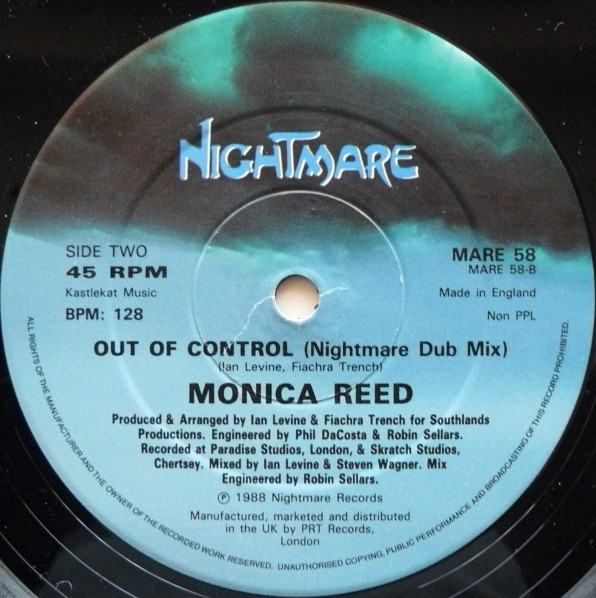 NIGHTMARE
SIDE TWO
45 RPM
Kastlekat Music
BPM: 128
MARE 58
MARE 58-B
Made in England
Non PPL
OUT OF CONTROL (Nightmare Dub Mix)
(Ian Levine, Fiachra Trench)
MONICA REED
Produced & Arranged by Ian Levine & Fiachra Trench for Southlands
Productions. Engineered by Phil DaCosta & Robin Sellars.
Recorded at Paradise Studios, London, & Skratch Studios,
Chertsey. Mixed by Ian Levine & Steven Wagner. Mix
Engineered by Robin Sellars.
℗ 1988 Nightmare Records
Manufactured, marketed and distributed
in the UK by PRT Records,
London
ALL RIGHTS OF THE MANUFACTURER AND THE OWNER OF THE RECORDED WORK RESERVED. UNAUTHORISED COPYING, PUBLIC PERFORMANCE AND BROADCASTING OF THIS RECORD PROHIBITED.